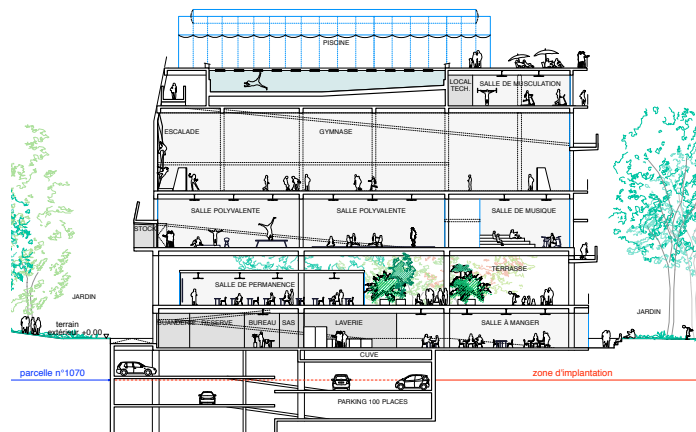 PISCINE
LOCAL
TECH.
SALLE DE MUSCULATION
ESCALADE
GYMNASE
SALLE POLYVALENTE
SALLE POLYVALENTE
SALLE DE MUSIQUE
STOCK
TERRASSE
SALLE DE PERMANENCE
JARDIN
JARDIN
terrain
extérieur +0,00
BUANDERIE
RESERVE
BUREAU
SAS
LAVERIE
SALLE À MANGER
CUVE
parcelle n°1070
zone d'implantation
PARKING 100 PLACES